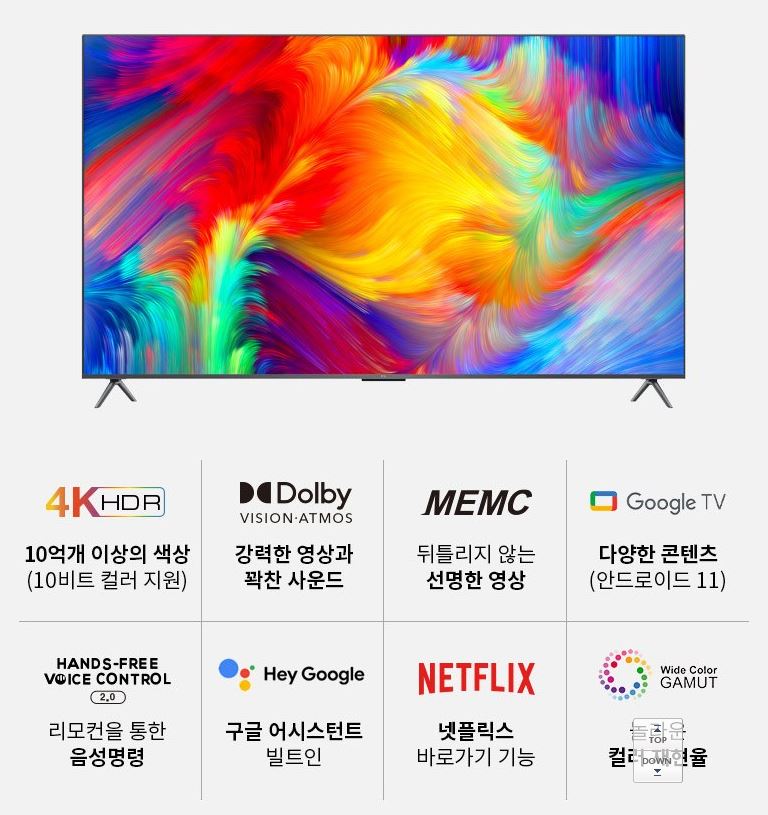 4K HDR
10억개 이상의 색상
(10비트 컬러 지원)
Dolby
VISION·ATMOS
강력한 영상과
꽉찬 사운드
MEMC
뒤틀리지 않는
선명한 영상
Google TV
다양한 콘텐츠
(안드로이드 11)
HANDS-FREE
VOICE CONTROL
2.0
리모컨을 통한
음성명령
Hey Google
구글 어시스턴트
빌트인
NETFLIX
넷플릭스
바로가기 기능
Wide Color
GAMUT
놀라운
컬러 재현율
TOP
DOWN